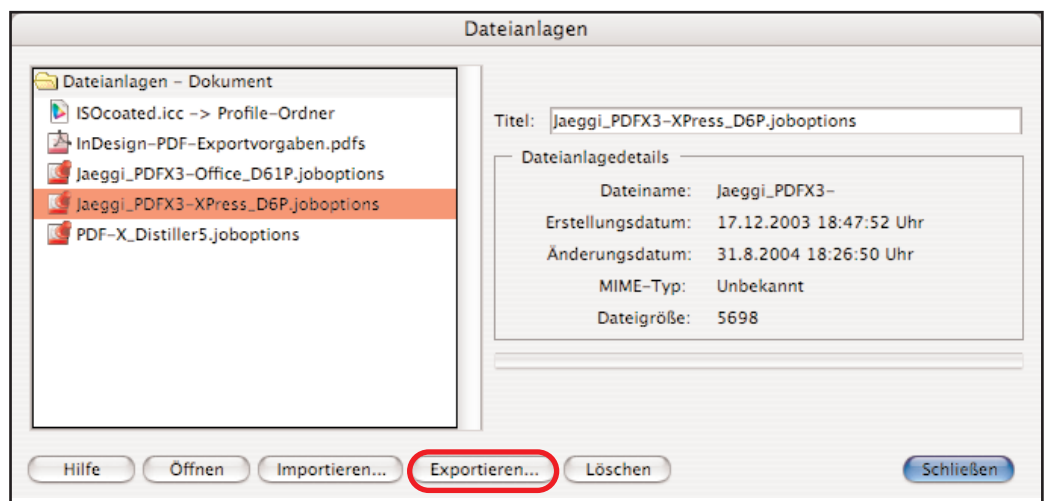 Dateianlagen
Dateianlagen – Dokument
ISOcoated.icc -> Profile-Ordner
InDesign-PDF-Exportvorgaben.pdfs
Jaeggi_PDFX3-Office_D61P.joboptions
Jaeggi_PDFX3-XPress_D6P.joboptions
PDF-X_Distiller5.joboptions
Titel: Jaeggi_PDFX3-XPress_D6P.joboptions
Dateianlagedetails
Dateiname: Jaeggi_PDFX3-
Erstellungsdatum: 17.12.2003 18:47:52 Uhr
Änderungsdatum: 31.8.2004 18:26:50 Uhr
MIME-Typ: Unbekannt
Dateigröße: 5698
Hilfe Öffnen Importieren... Exportieren... Löschen Schließen